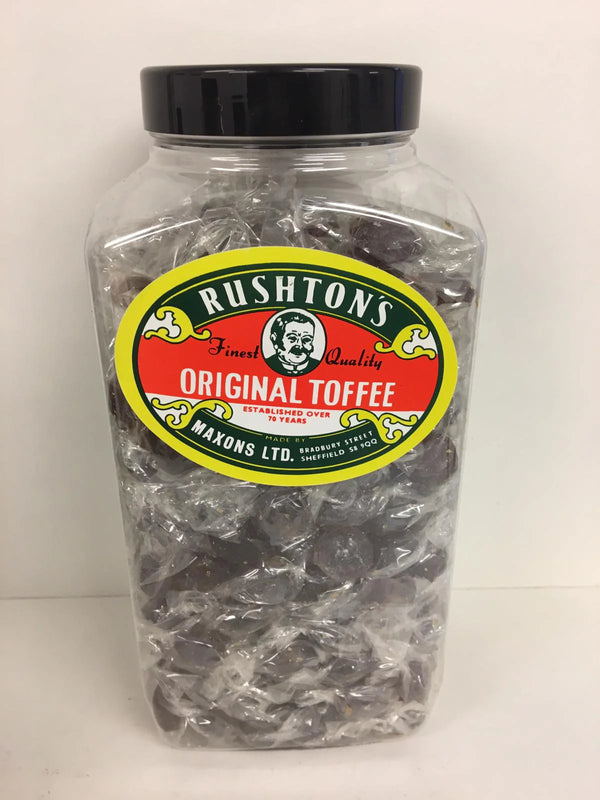 RUSHTON'S
Finest Quality
ORIGINAL TOFFEE
ESTABLISHED OVER
70 YEARS
MADE BY
MAXONS LTD.
BRADBURY STREET
SHEFFIELD S8 9QQ